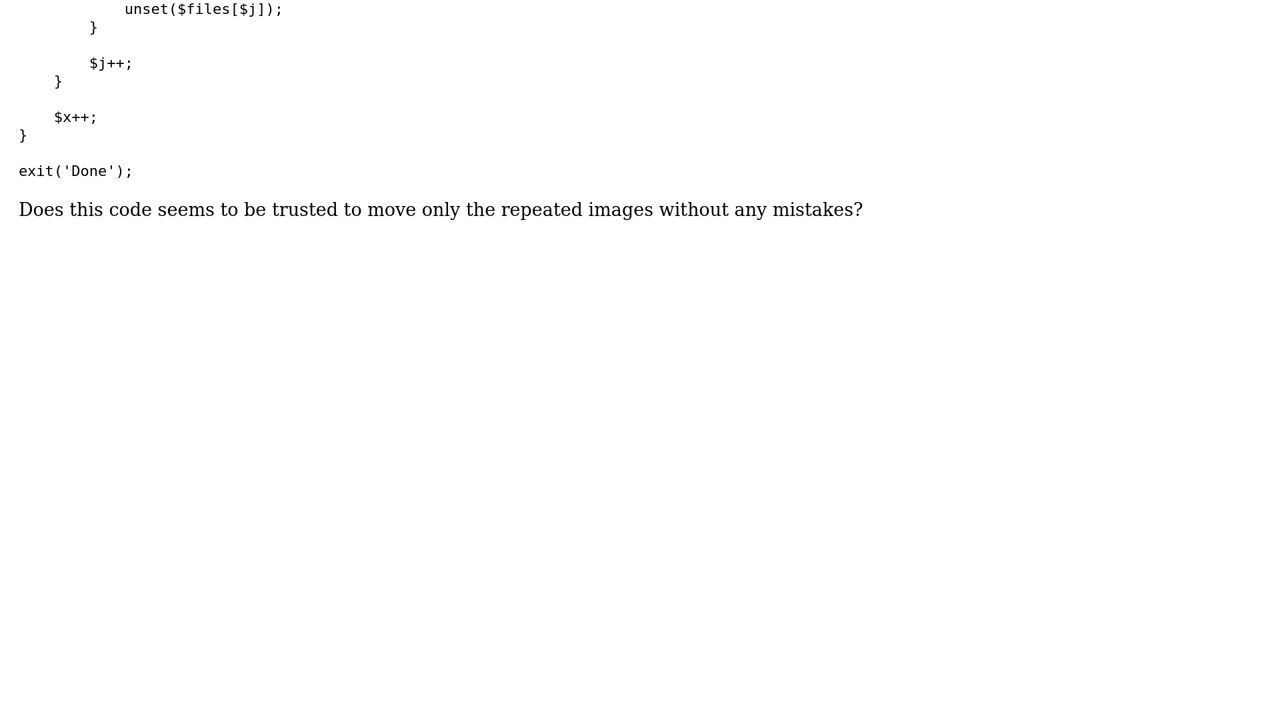 unset($files[$j]);
        }
        $j++;
    }
    $x++;
}
exit('Done');
Does this code seems to be trusted to move only the repeated images without any mistakes?